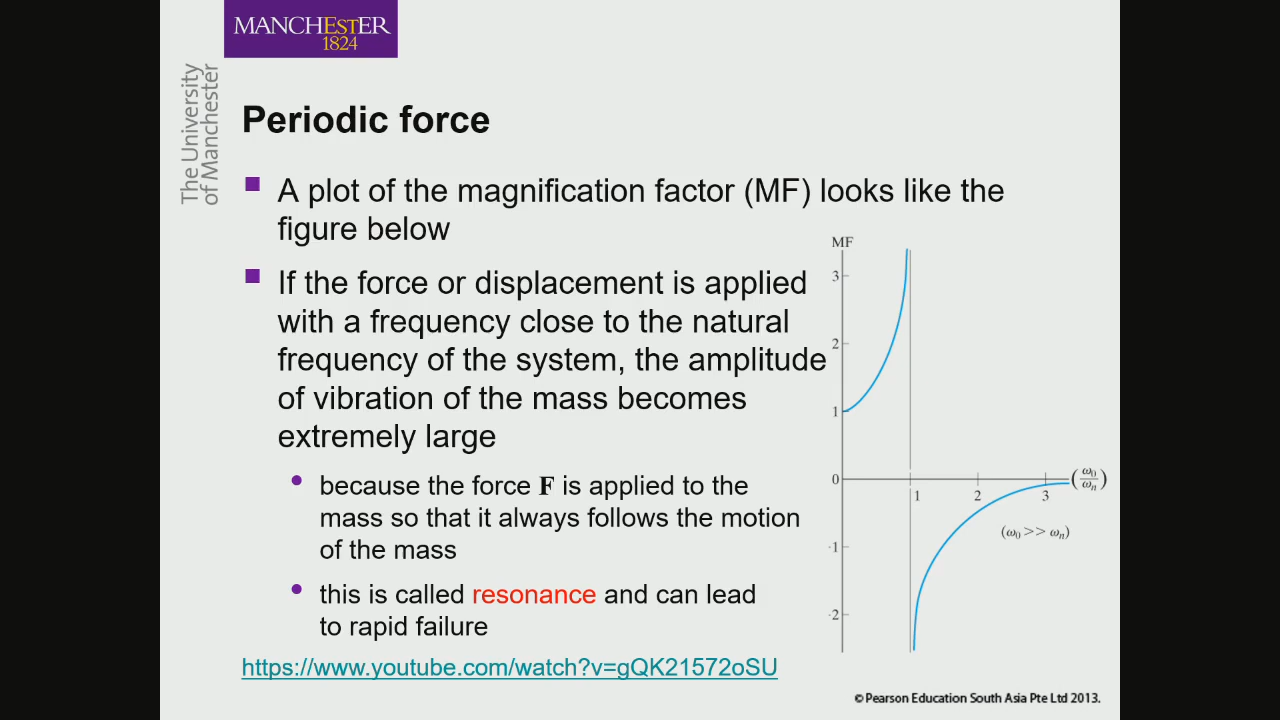 MANCHESTER
1824
The University
of Manchester
Periodic force
A plot of the magnification factor (MF) looks like the
figure below
If the force or displacement is applied
with a frequency close to the natural
frequency of the system, the amplitude
of vibration of the mass becomes
extremely large
because the force F is applied to the
mass so that it always follows the motion
of the mass
this is called resonance and can lead
to rapid failure
https://www.youtube.com/watch?v=gQK21572oSU
MF
3
2
1
0
-1
-2
1
2
3
(ω0/ωn)
(ω0 >> ωn)
© Pearson Education South Asia Pte Ltd 2013.